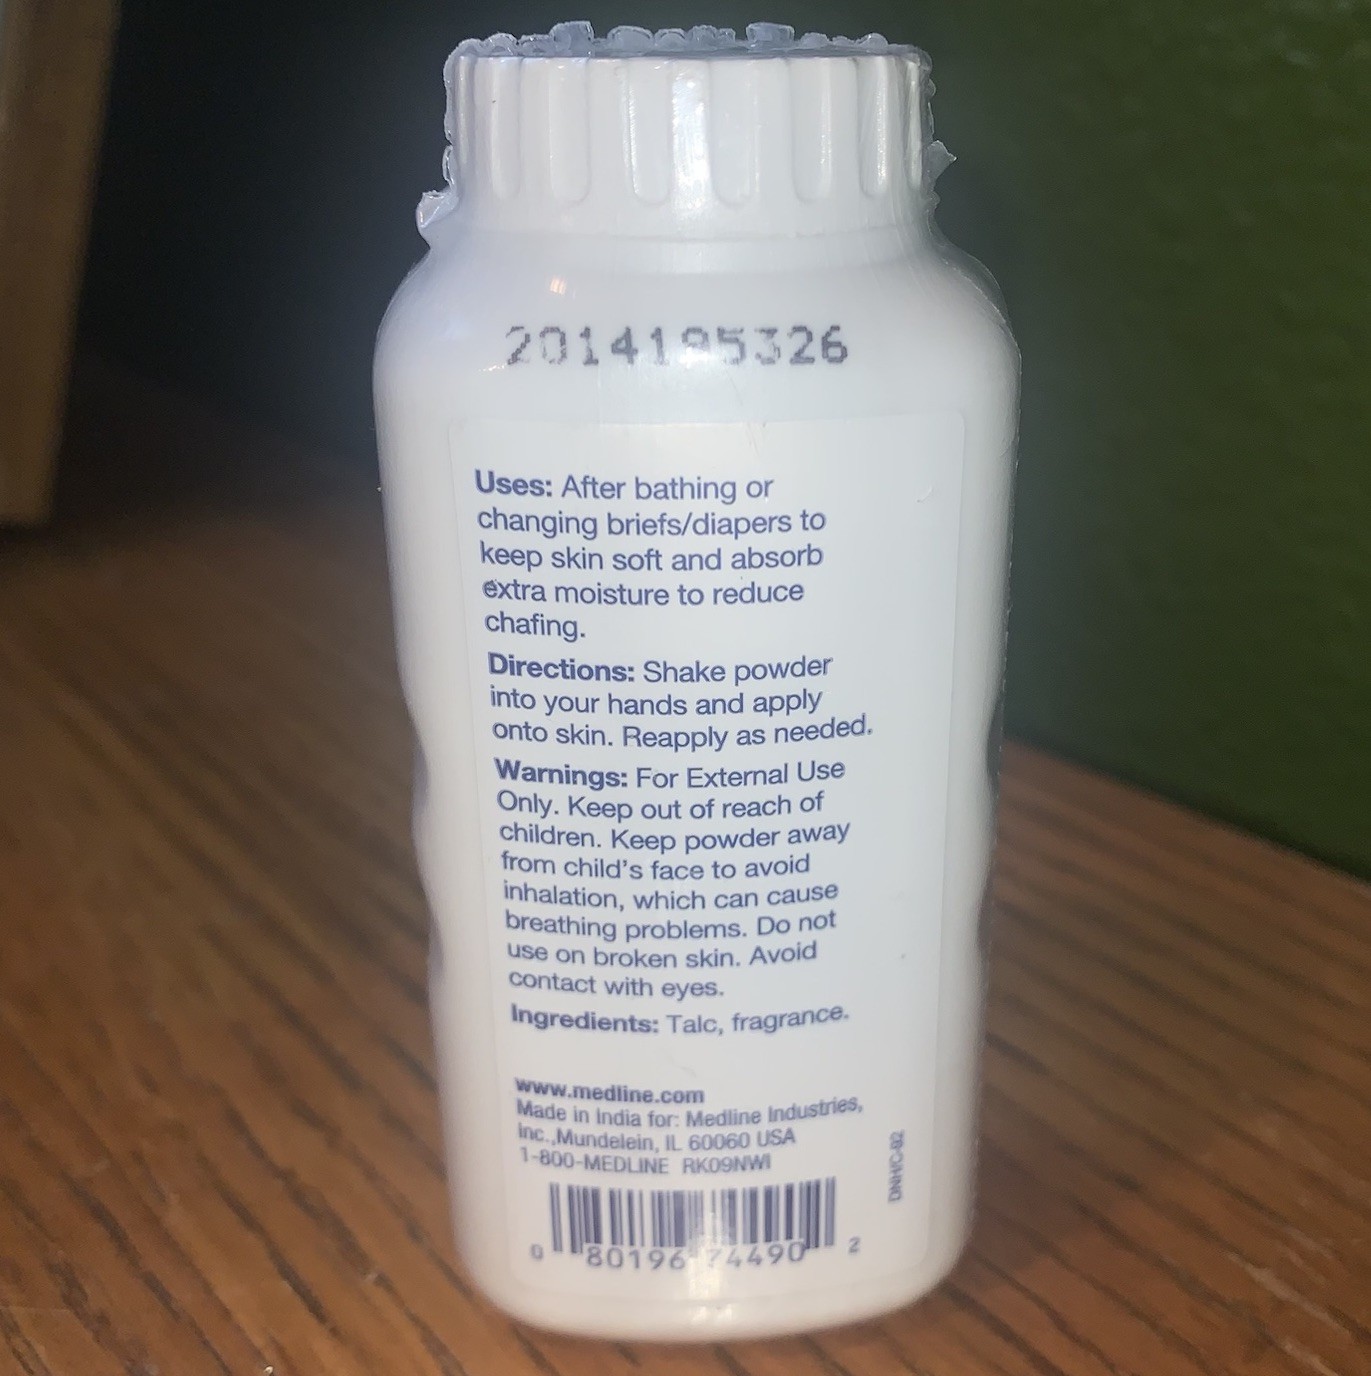 2014195326
Uses: After bathing or
changing briefs/diapers to
keep skin soft and absorb
extra moisture to reduce
chafing.
Directions: Shake powder
into your hands and apply
onto skin. Reapply as needed.
Warnings: For External Use
Only. Keep out of reach of
children. Keep powder away
from child's face to avoid
inhalation, which can cause
breathing problems. Do not
use on broken skin. Avoid
contact with eyes.
Ingredients: Talc, fragrance.
www.medline.com
Made in India for: Medline Industries,
Inc.,Mundelein, IL 60060 USA
1-800-MEDLINE RK09NWI
DNH/C-02
0 80196 74490 2